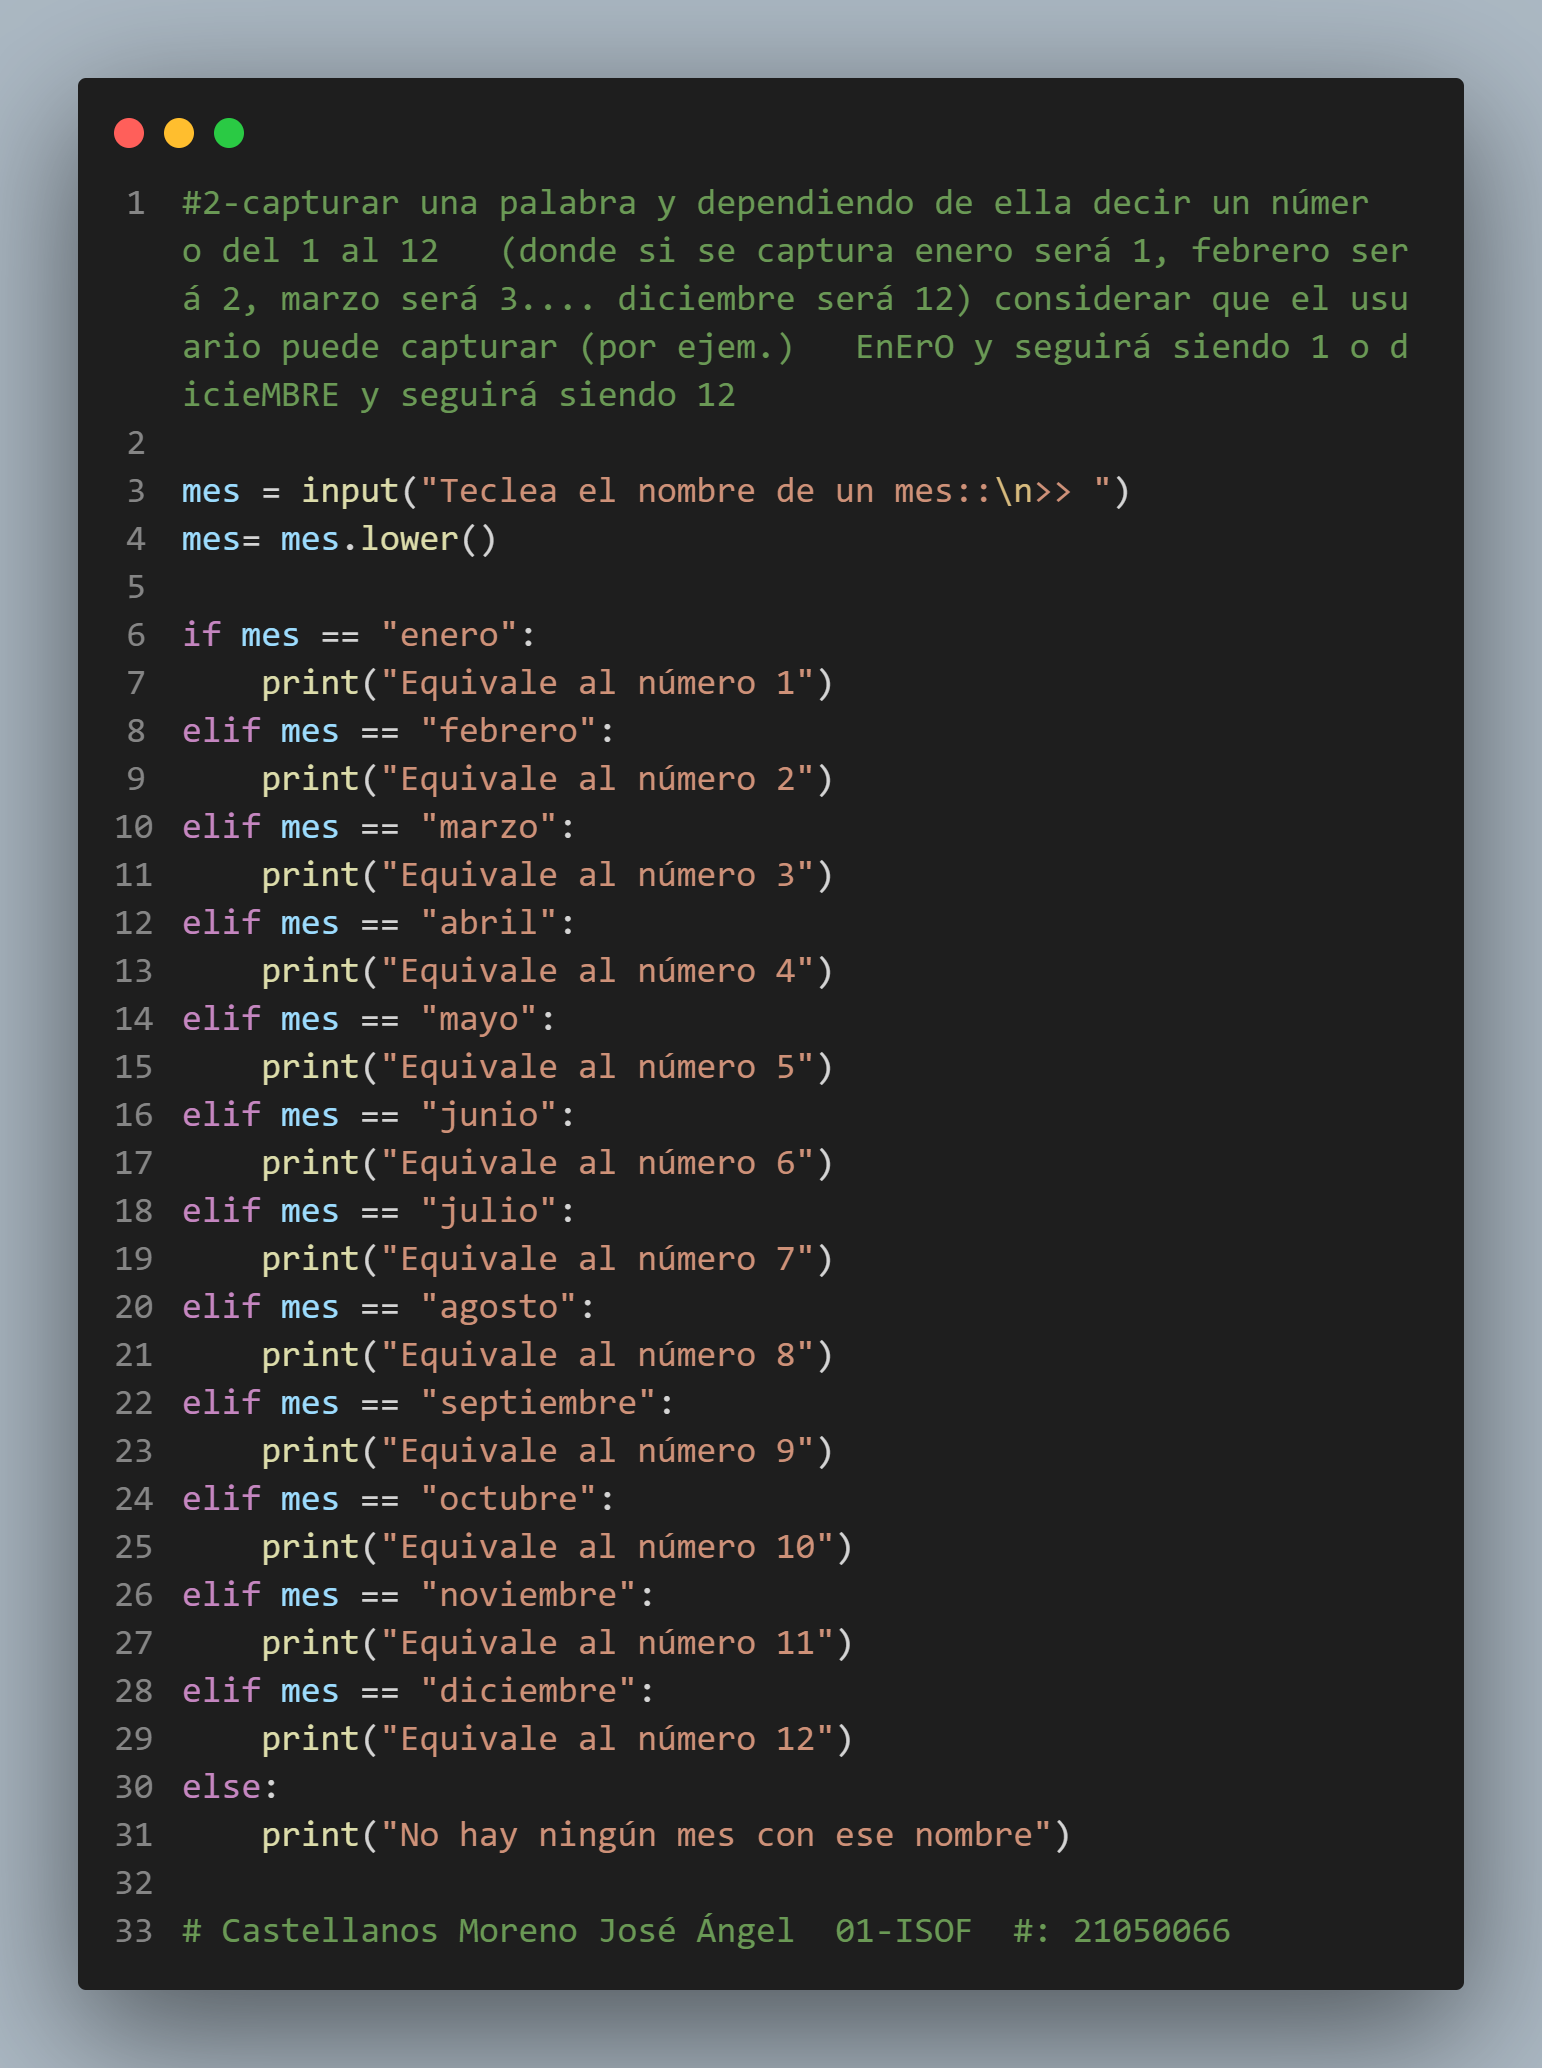 1 #2-capturar una palabra y dependiendo de ella decir un númer
o del 1 al 12   (donde si se captura enero será 1, febrero ser
á 2, marzo será 3.... diciembre será 12) considerar que el usu
ario puede capturar (por ejem.)   EnErO y seguirá siendo 1 o d
icieMBRE y seguirá siendo 12
2
3 mes = input("Teclea el nombre de un mes::\n>> ")
4 mes= mes.lower()
5
6 if mes == "enero":
7     print("Equivale al número 1")
8 elif mes == "febrero":
9     print("Equivale al número 2")
10 elif mes == "marzo":
11     print("Equivale al número 3")
12 elif mes == "abril":
13     print("Equivale al número 4")
14 elif mes == "mayo":
15     print("Equivale al número 5")
16 elif mes == "junio":
17     print("Equivale al número 6")
18 elif mes == "julio":
19     print("Equivale al número 7")
20 elif mes == "agosto":
21     print("Equivale al número 8")
22 elif mes == "septiembre":
23     print("Equivale al número 9")
24 elif mes == "octubre":
25     print("Equivale al número 10")
26 elif mes == "noviembre":
27     print("Equivale al número 11")
28 elif mes == "diciembre":
29     print("Equivale al número 12")
30 else:
31     print("No hay ningún mes con ese nombre")
32
33 # Castellanos Moreno José Ángel  01-ISOF  #: 21050066